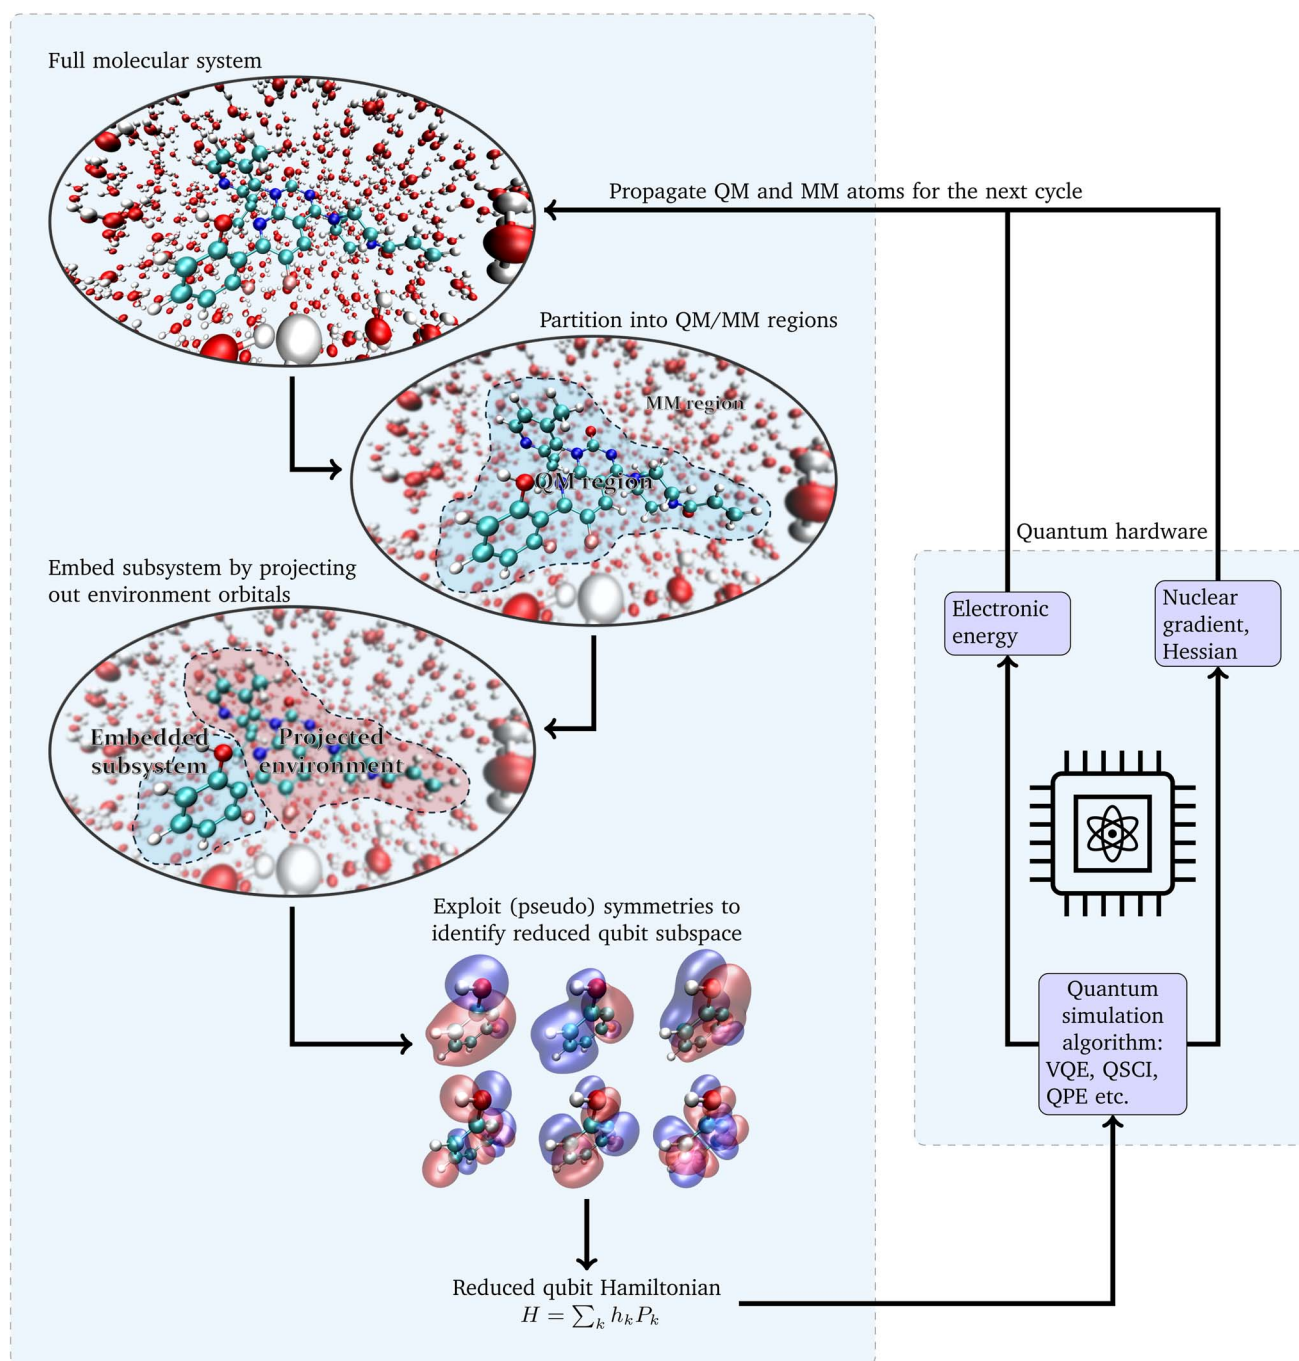 Full molecular system
Propagate QM and MM atoms for the next cycle
Partition into QM/MM regions
MM region
QM region
Embed subsystem by projecting
out environment orbitals
Embedded
subsystem
Projected
environment
Exploit (pseudo) symmetries to
identify reduced qubit subspace
Reduced qubit Hamiltonian
H = ∑ₖ hₖPₖ
Quantum hardware
Electronic
energy
Nuclear
gradient,
Hessian
Quantum
simulation
algorithm:
VQE, QSCI,
QPE etc.